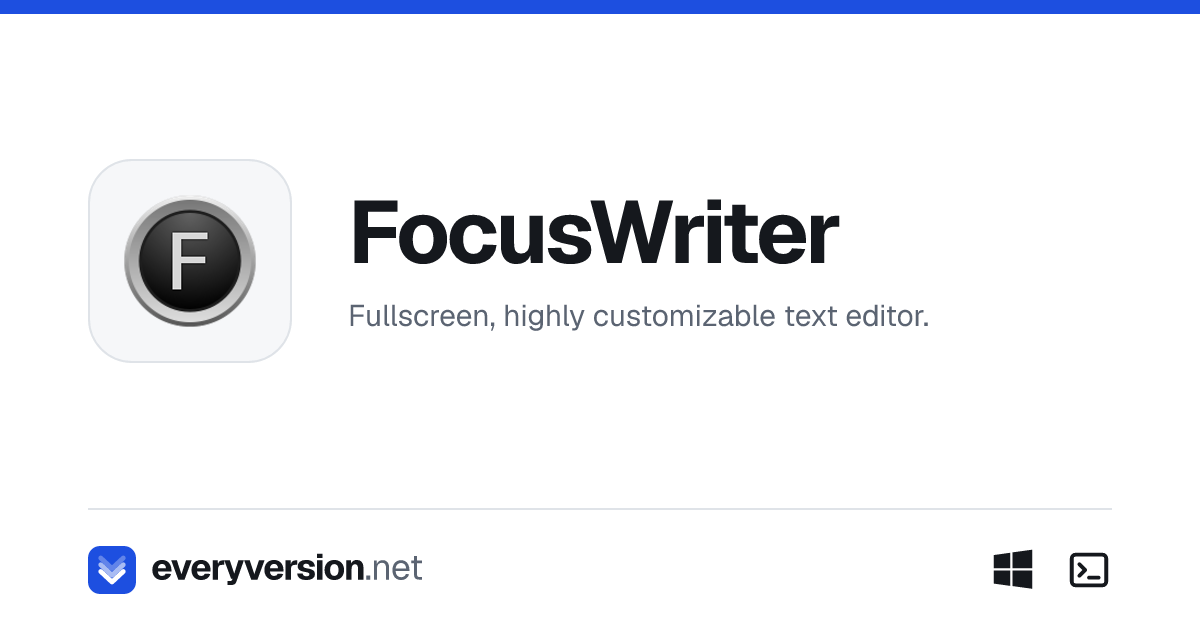 F
FocusWriter
Fullscreen, highly customizable text editor.
everyversion.net